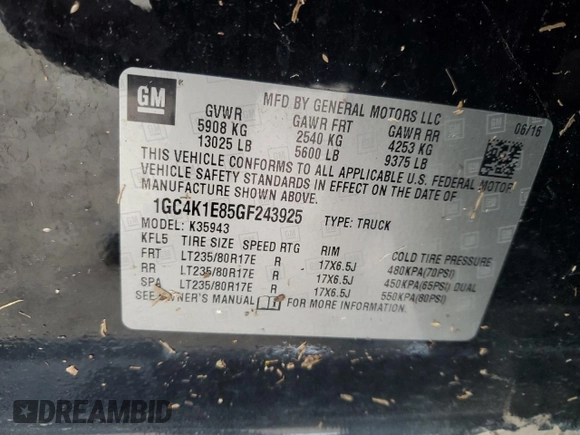 GM
MFD BY GENERAL MOTORS LLC
GVWR GAWR FRT GAWR RR 06/16
5908 KG 2540 KG 4253 KG
13025 LB 5600 LB 9375 LB
THIS VEHICLE CONFORMS TO ALL APPLICABLE U.S. FEDERAL MOTOR
VEHICLE SAFETY STANDARDS IN EFFECT ON THE DATE OF
MANUFACTURE SHOWN ABOVE.
1GC4K1E85GF243925 TYPE: TRUCK
MODEL: K35943
KFL5 TIRE SIZE SPEED RTG RIM COLD TIRE PRESSURE
FRT LT235/80R17E R 17X6.5J 480KPA(70PSI)
RR LT235/80R17E R 17X6.5J 450KPA(65PSI) DUAL
SPA LT235/80R17E R 17X6.5J 550KPA(80PSI)
SEE OWNER'S MANUAL FOR MORE INFORMATION.
DREAMBID